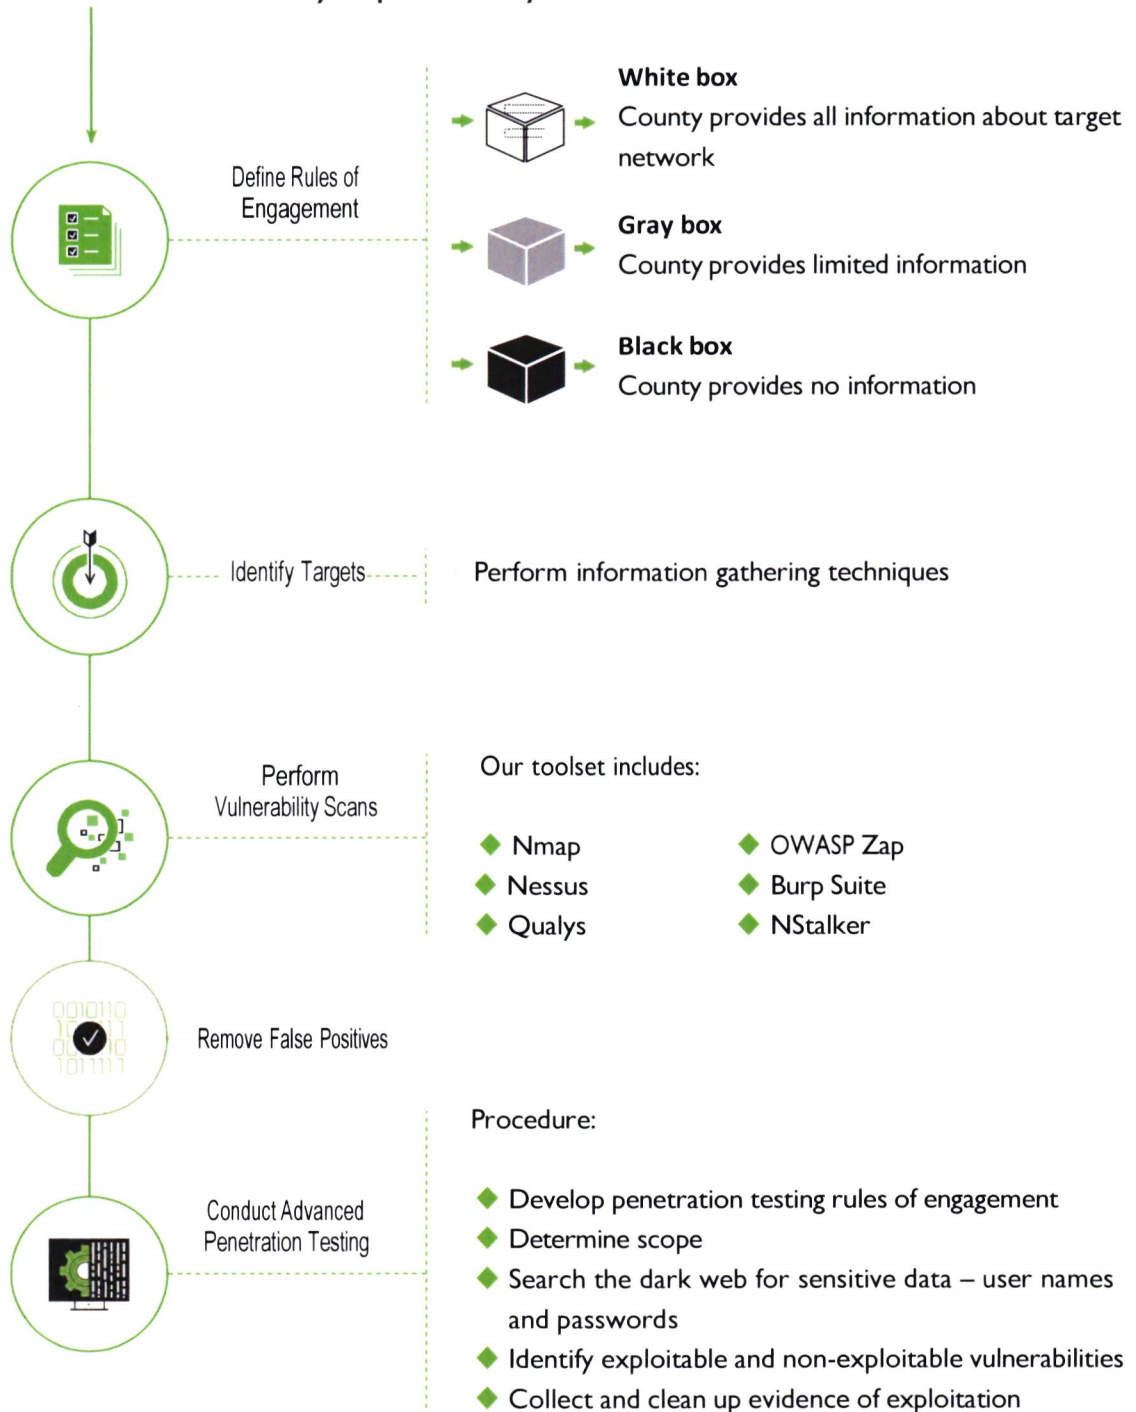 Define Rules of
Engagement
White box
County provides all information about target
network
Gray box
County provides limited information
Black box
County provides no information
Identify Targets
Perform information gathering techniques
Perform
Vulnerability Scans
Our toolset includes:
Nmap
Nessus
Qualys
OWASP Zap
Burp Suite
NStalker
0010110
1011111
Remove False Positives
Conduct Advanced
Penetration Testing
Procedure:
Develop penetration testing rules of engagement
Determine scope
Search the dark web for sensitive data – user names
and passwords
Identify exploitable and non-exploitable vulnerabilities
Collect and clean up evidence of exploitation